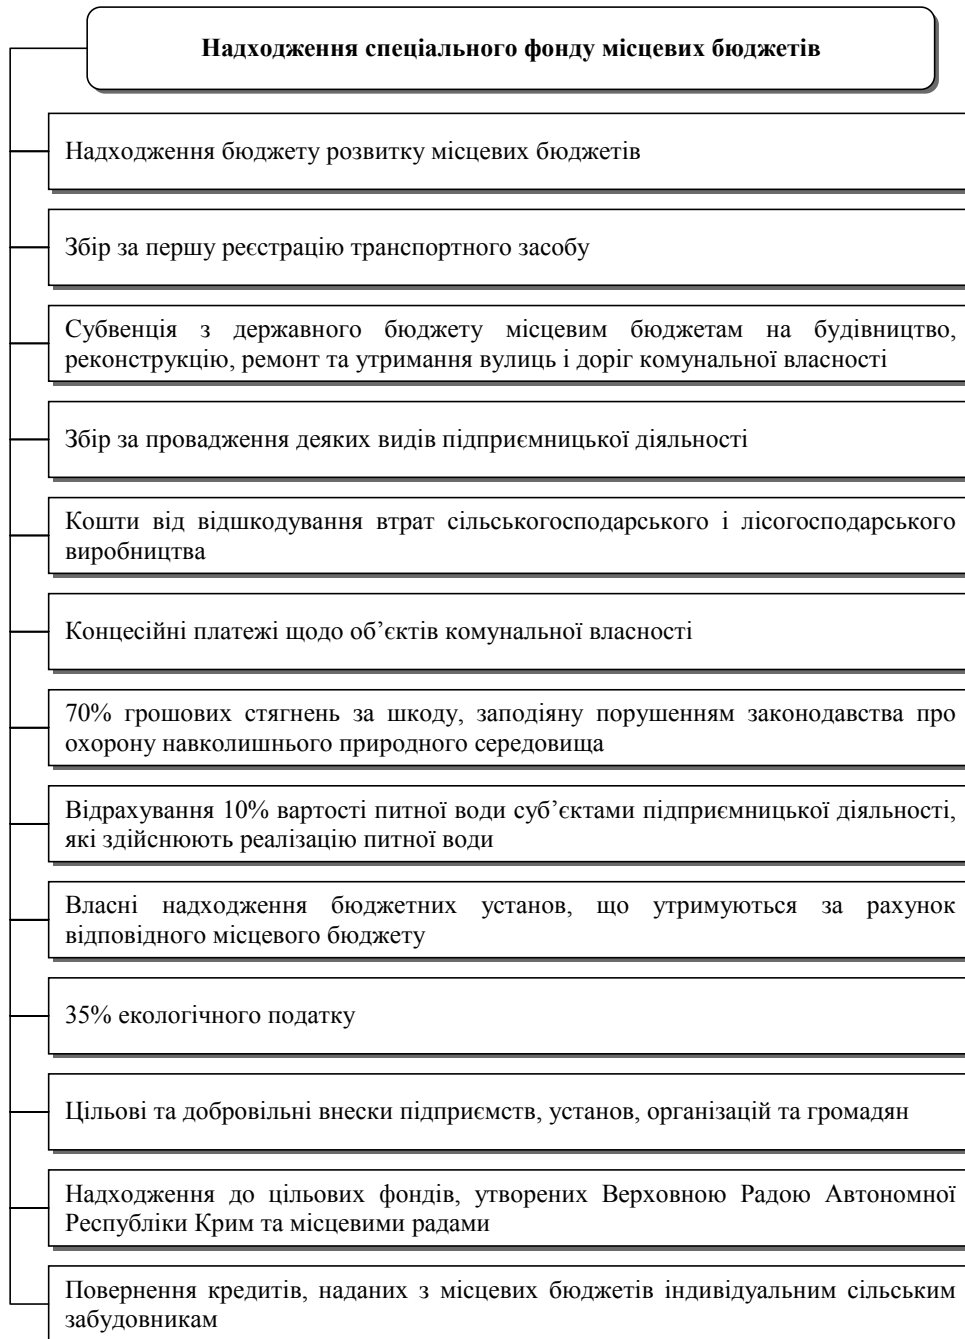 Надходження спеціального фонду місцевих бюджетів
Надходження бюджету розвитку місцевих бюджетів
Збір за першу реєстрацію транспортного засобу
Субвенція з державного бюджету місцевим бюджетам на будівництво,
реконструкцію, ремонт та утримання вулиць і доріг комунальної власності
Збір за провадження деяких видів підприємницької діяльності
Кошти від відшкодування втрат сільськогосподарського і лісогосподарського
виробництва
Концесійні платежі щодо об’єктів комунальної власності
70% грошових стягнень за шкоду, заподіяну порушенням законодавства про
охорону навколишнього природного середовища
Відрахування 10% вартості питної води суб’єктами підприємницької діяльності,
які здійснюють реалізацію питної води
Власні надходження бюджетних установ, що утримуються за рахунок
відповідного місцевого бюджету
35% екологічного податку
Цільові та добровільні внески підприємств, установ, організацій та громадян
Надходження до цільових фондів, утворених Верховною Радою Автономної
Республіки Крим та місцевими радами
Повернення кредитів, наданих з місцевих бюджетів індивідуальним сільським
забудовникам